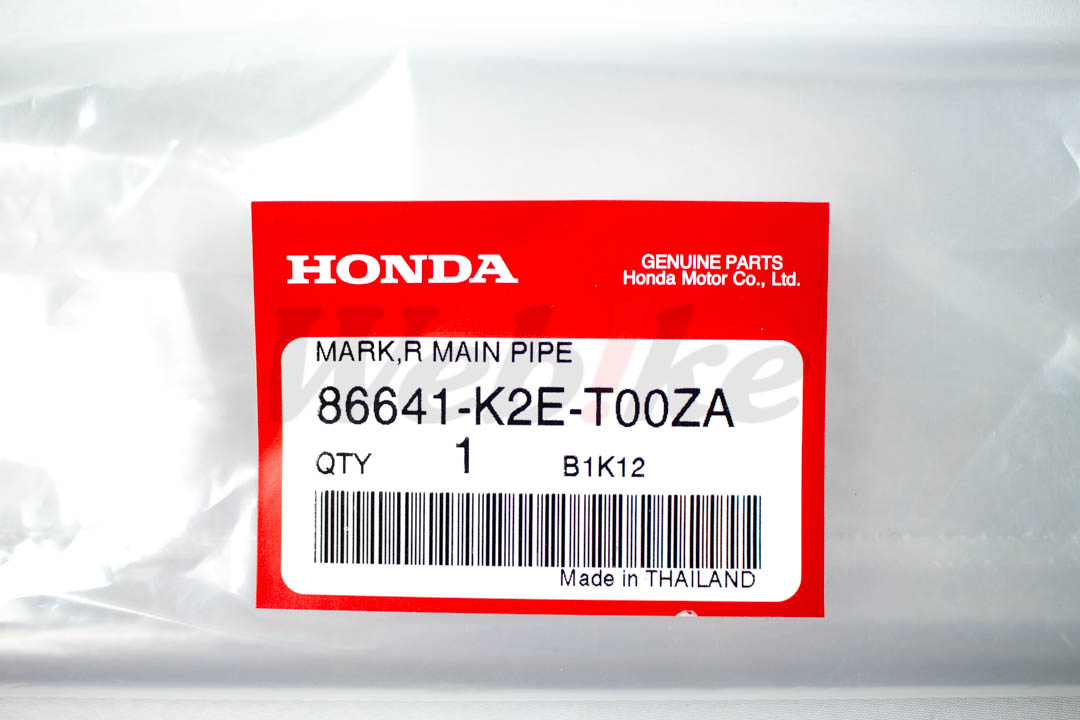 HONDA
GENUINE PARTS
Honda Motor Co., Ltd.
Webike
MARK,R MAIN PIPE
86641-K2E-T00ZA
QTY 1 B1K12
Made in THAILAND